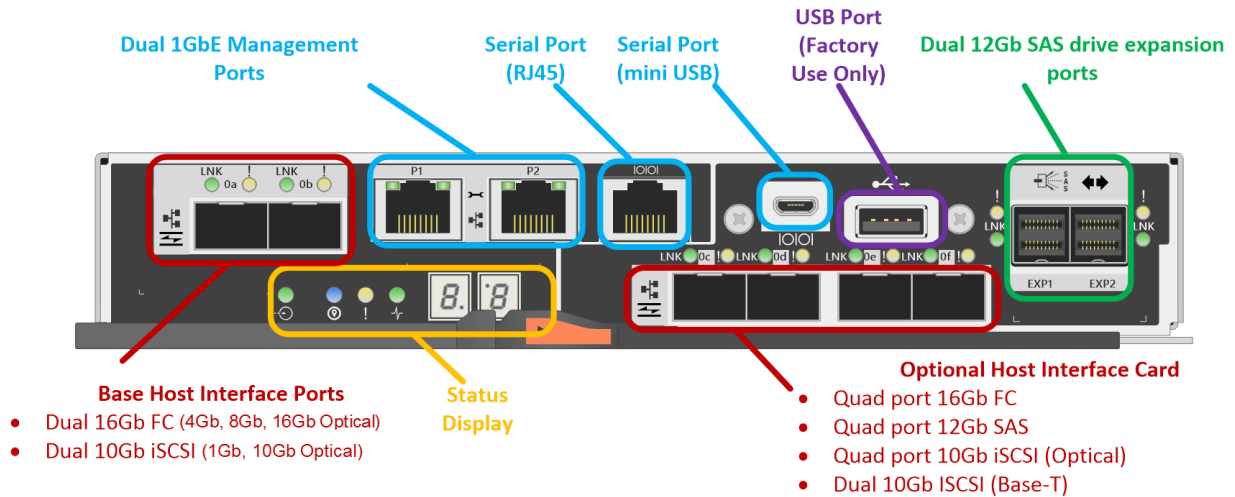 USB Port
(Factory
Use Only)
Dual 1GbE Management
Ports
Serial Port
(RJ45)
Serial Port
(mini USB)
Dual 12Gb SAS drive expansion
ports
LNK ! LNK !
0a 0b
P1 P2
IOIOI
SAS
! !
LNK LNK
IOIOI
LNK 0c ! LNK 0d ! LNK 0e ! LNK 0f !
EXP1 EXP2
8. 8
!
Base Host Interface Ports
• Dual 16Gb FC (4Gb, 8Gb, 16Gb Optical)
• Dual 10Gb iSCSI (1Gb, 10Gb Optical)
Status
Display
Optional Host Interface Card
• Quad port 16Gb FC
• Quad port 12Gb SAS
• Quad port 10Gb iSCSI (Optical)
• Dual 10Gb ISCSI (Base-T)